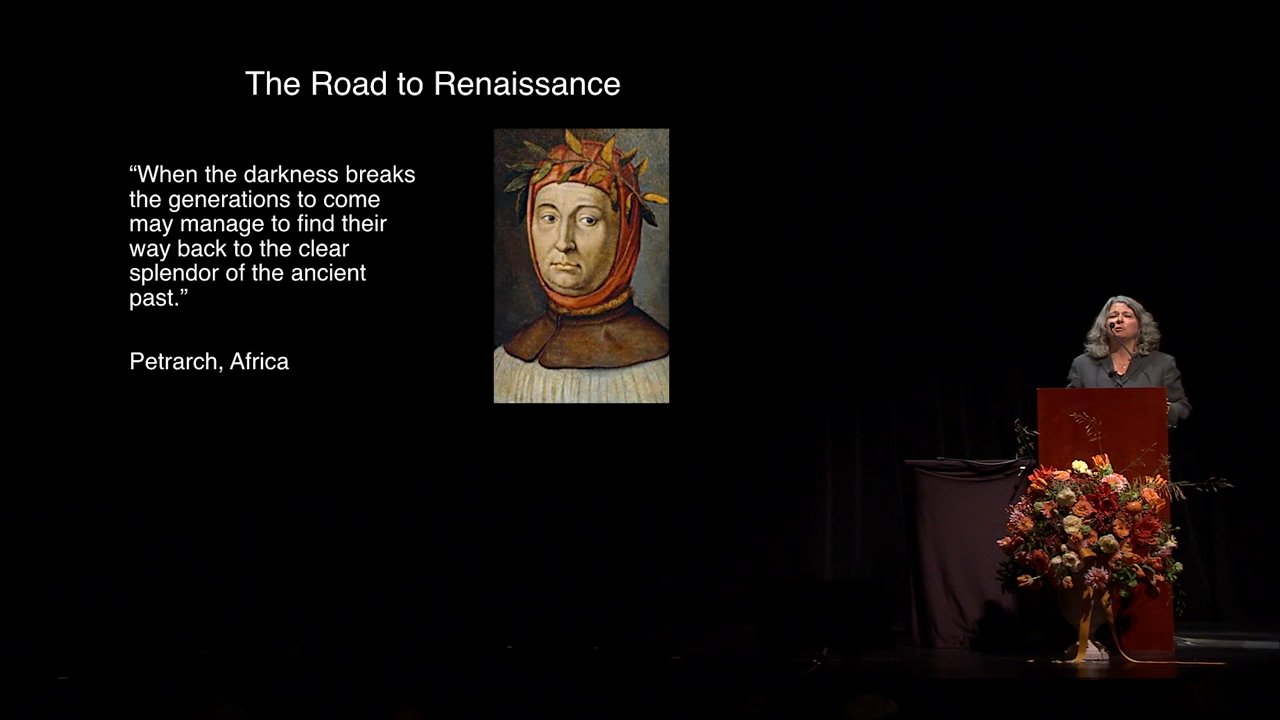 The Road to Renaissance
“When the darkness breaks
the generations to come
may manage to find their
way back to the clear
splendor of the ancient
past.”
Petrarch, Africa